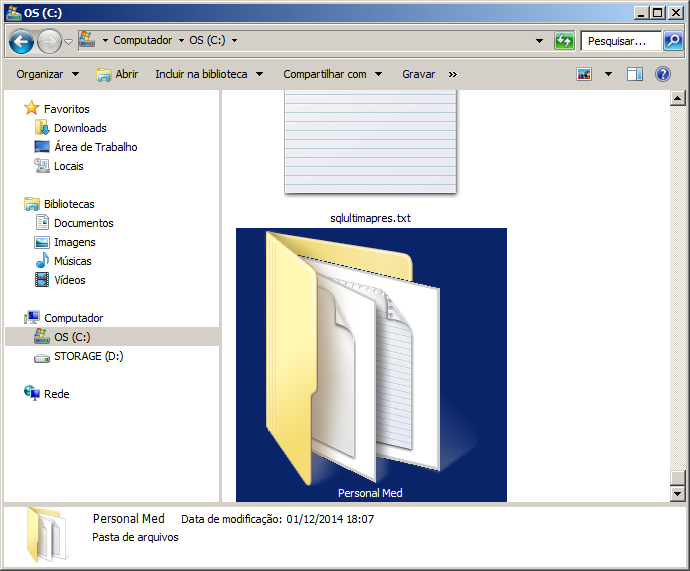 OS (C:)
Computador OS (C:) Pesquisar...
Organizar Abrir Incluir na biblioteca Compartilhar com Gravar »
Favoritos
Downloads
Área de Trabalho
Locais
Bibliotecas
Documentos
Imagens
Músicas
Vídeos
Computador
OS (C:)
STORAGE (D:)
Rede
sqlultimapres.txt
Personal Med
Personal Med Data de modificação: 01/12/2014 18:07
Pasta de arquivos